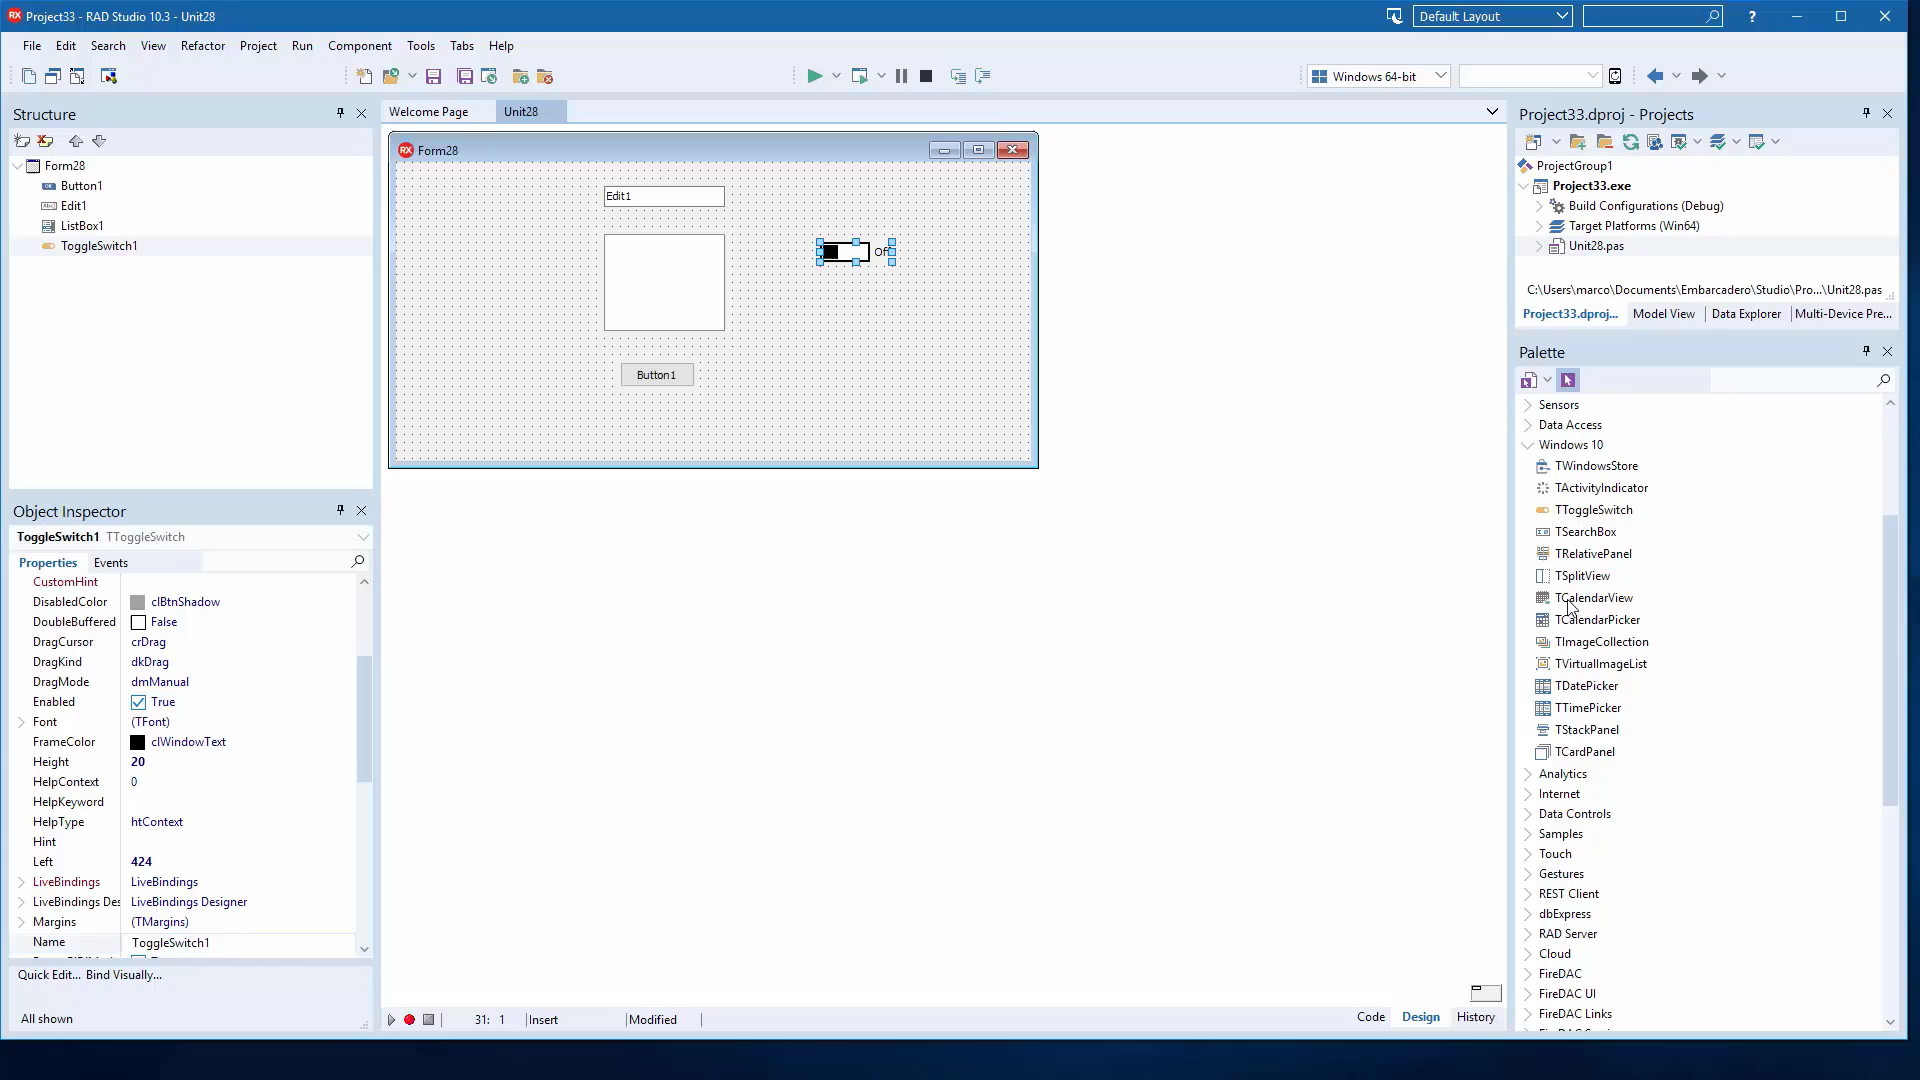 Project33 - RAD Studio 10.3 - Unit28
Default Layout
?
File Edit Search View Refactor Project Run Component Tools Tabs Help
Windows 64-bit
Structure
Form28
Button1
Edit1
ListBox1
ToggleSwitch1
Object Inspector
ToggleSwitch1 TToggleSwitch
Properties Events
CustomHint
DisabledColor clBtnShadow
DoubleBuffered False
DragCursor crDrag
DragKind dkDrag
DragMode dmManual
Enabled True
Font (TFont)
FrameColor clWindowText
Height 20
HelpContext 0
HelpKeyword
HelpType htContext
Hint
Left 424
LiveBindings LiveBindings
LiveBindings Des LiveBindings Designer
Margins (TMargins)
Name ToggleSwitch1
Quick Edit... Bind Visually...
All shown
Welcome Page Unit28
RX Form28
Edit1
Off
Button1
31: 1 Insert Modified
Code Design History
Project33.dproj - Projects
ProjectGroup1
Project33.exe
Build Configurations (Debug)
Target Platforms (Win64)
Unit28.pas
C:\Users\marco\Documents\Embarcadero\Studio\Pro...\Unit28.pas
Project33.dproj... Model View Data Explorer Multi-Device Pre...
Palette
Sensors
Data Access
Windows 10
TWindowsStore
TActivityIndicator
TToggleSwitch
TSearchBox
TRelativePanel
TSplitView
TCalendarView
TCalendarPicker
TImageCollection
TVirtualImageList
TDatePicker
TTimePicker
TStackPanel
TCardPanel
Analytics
Internet
Data Controls
Samples
Touch
Gestures
REST Client
dbExpress
RAD Server
Cloud
FireDAC
FireDAC UI
FireDAC Links